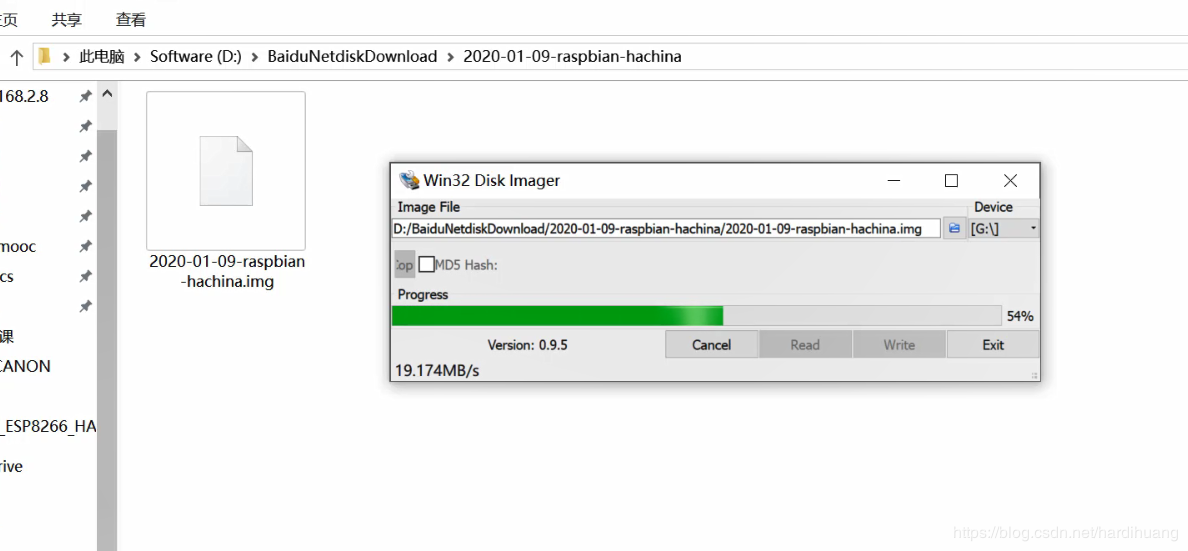 主页 共享 查看
此电脑 Software (D:) BaiduNetdiskDownload 2020-01-09-raspbian-hachina
168.2.8
mooc
cs
课
CANON
_ESP8266_HA
rive
2020-01-09-raspbian
-hachina.img
Win32 Disk Imager
Image File Device
D:/BaiduNetdiskDownload/2020-01-09-raspbian-hachina/2020-01-09-raspbian-hachina.img [G:\]
MD5 Hash:
Progress
54%
Version: 0.9.5 Cancel Read Write Exit
19.174MB/s
https://blog.csdn.net/hardihuang